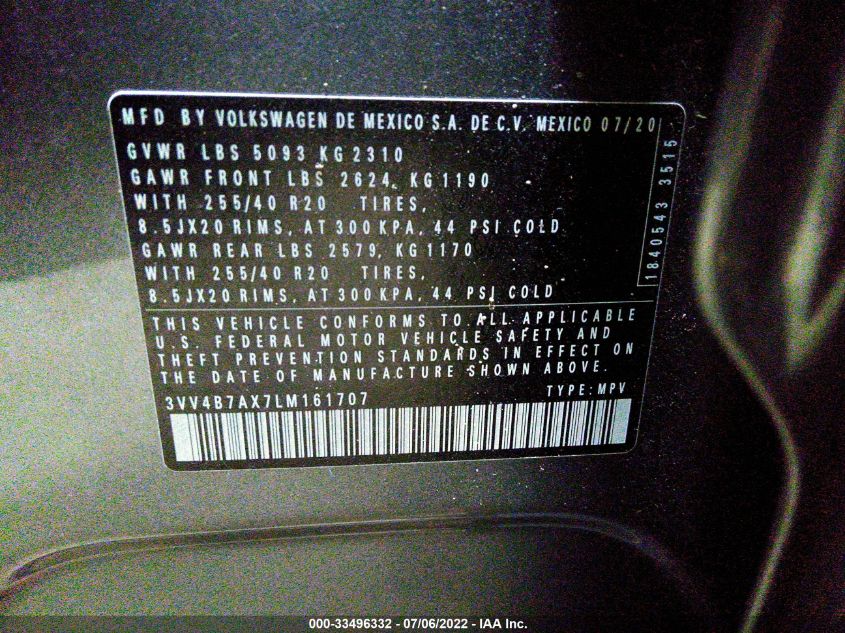 MFD BY VOLKSWAGEN DE MEXICO S.A. DE C.V. MEXICO 07/20
GVWR LBS 5093 KG 2310
GAWR FRONT LBS 2624, KG 1190
WITH 255/40 R20 TIRES,
8.5JX20 RIMS, AT 300 KPA, 44 PSI COLD
GAWR REAR LBS 2579, KG 1170
WITH 255/40 R20 TIRES,
8.5JX20 RIMS, AT 300 KPA, 44 PSI COLD
1840543 3515
THIS VEHICLE CONFORMS TO ALL APPLICABLE
U.S. FEDERAL MOTOR VEHICLE SAFETY AND
THEFT PREVENTION STANDARDS IN EFFECT ON
THE DATE OF MANUFACTURE SHOWN ABOVE.
3VV4B7AX7LM161707 TYPE: MPV
000-33496332 - 07/06/2022 - IAA Inc.